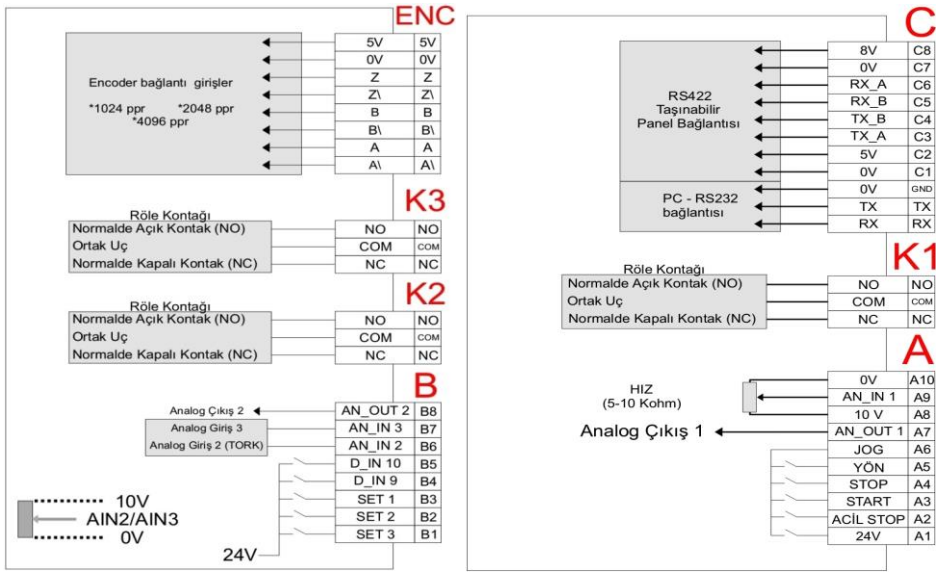 ENC
5V 5V
0V 0V
Z Z
Z\ Z\
B B
B\ B\
A A
A\ A\
Encoder bağlantı girişler
*1024 ppr *2048 ppr
*4096 ppr
K3
Röle Kontağı
Normalde Açık Kontak (NO) NO NO
Ortak Uç COM COM
Normalde Kapalı Kontak (NC) NC NC
K2
Röle Kontağı
Normalde Açık Kontak (NO) NO NO
Ortak Uç COM COM
Normalde Kapalı Kontak (NC) NC NC
B
Analog Çıkış 2 AN_OUT 2 B8
Analog Giriş 3 AN_IN 3 B7
Analog Giriş 2 (TORK) AN_IN 2 B6
D_IN 10 B5
D_IN 9 B4
SET 1 B3
SET 2 B2
SET 3 B1
10V
AIN2/AIN3
0V
24V
C
8V C8
0V C7
RX_A C6
RX_B C5
TX_B C4
TX_A C3
5V C2
0V C1
0V GND
TX TX
RX RX
RS422
Taşınabilir
Panel Bağlantısı
PC - RS232
bağlantısı
K1
Röle Kontağı
Normalde Açık Kontak (NO) NO NO
Ortak Uç COM COM
Normalde Kapalı Kontak (NC) NC NC
A
0V A10
AN_IN 1 A9
10 V A8
AN_OUT 1 A7
JOG A6
YÖN A5
STOP A4
START A3
ACİL STOP A2
24V A1
HIZ
(5-10 Kohm)
Analog Çıkış 1